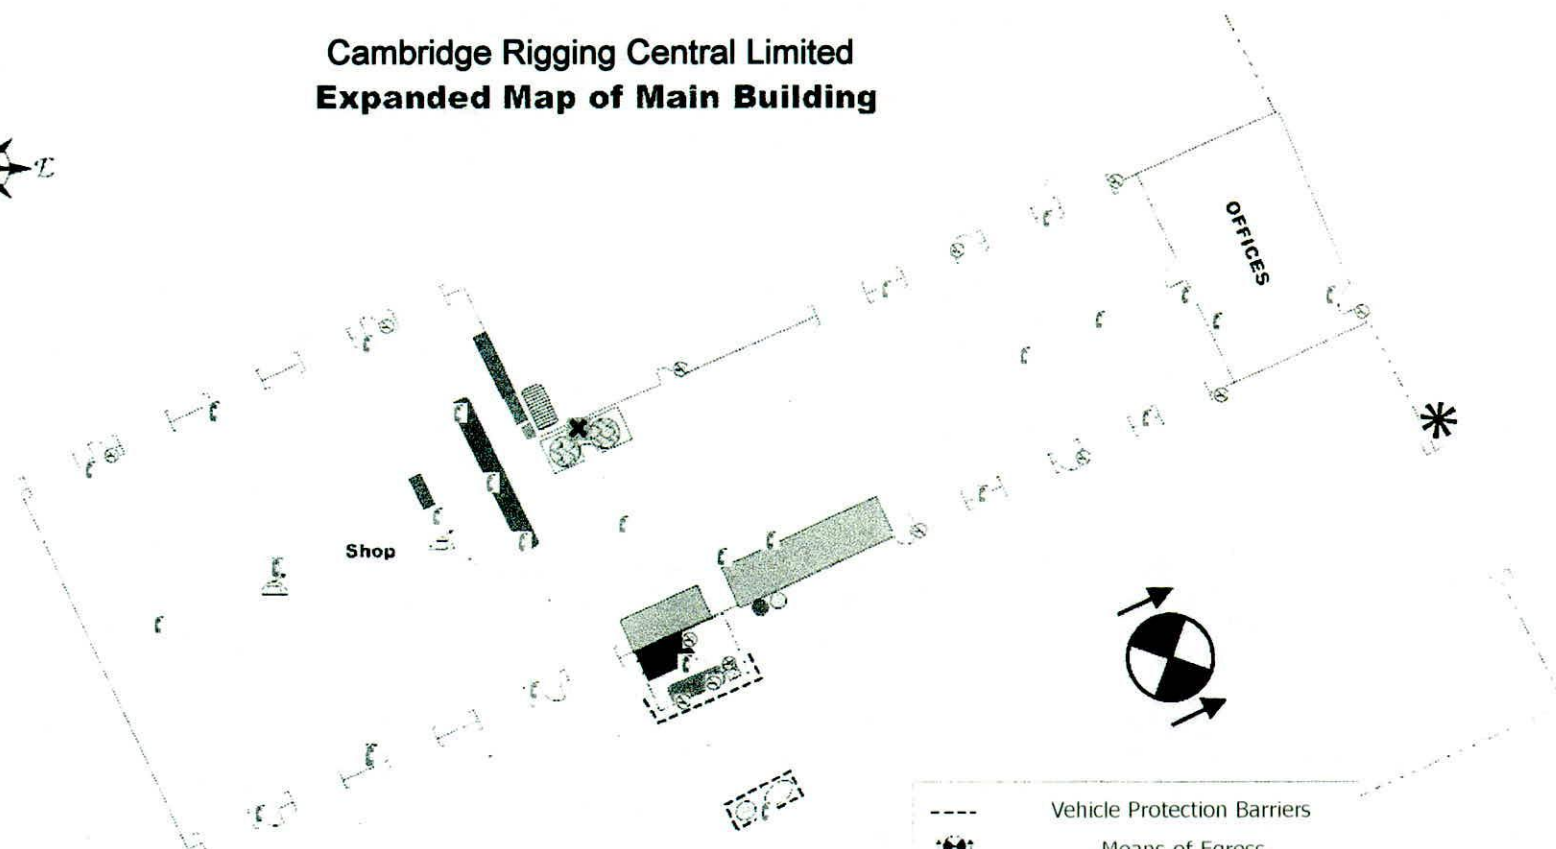 Cambridge Rigging Central Limited
Expanded Map of Main Building
OFFICES
Shop
Vehicle Protection Barriers
Means of Egress